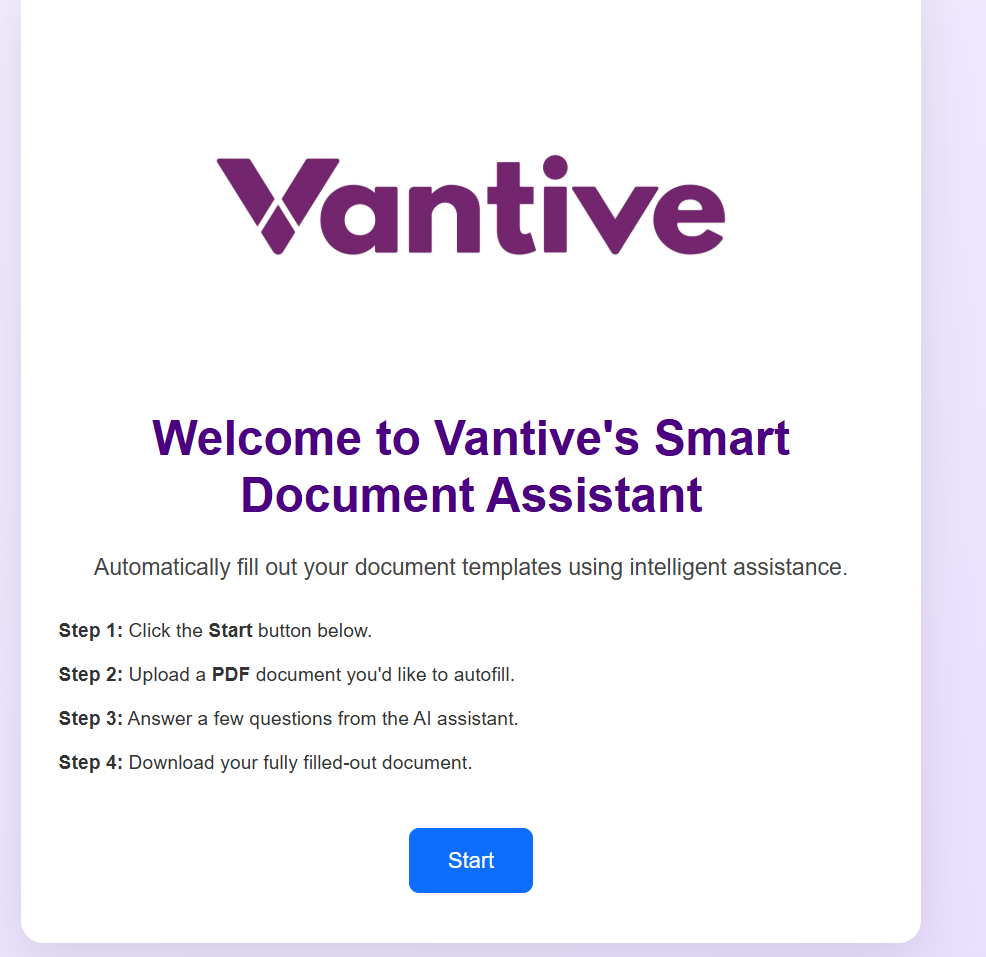 Vantive
Welcome to Vantive's Smart
Document Assistant
Automatically fill out your document templates using intelligent assistance.
Step 1: Click the Start button below.
Step 2: Upload a PDF document you'd like to autofill.
Step 3: Answer a few questions from the AI assistant.
Step 4: Download your fully filled-out document.
Start